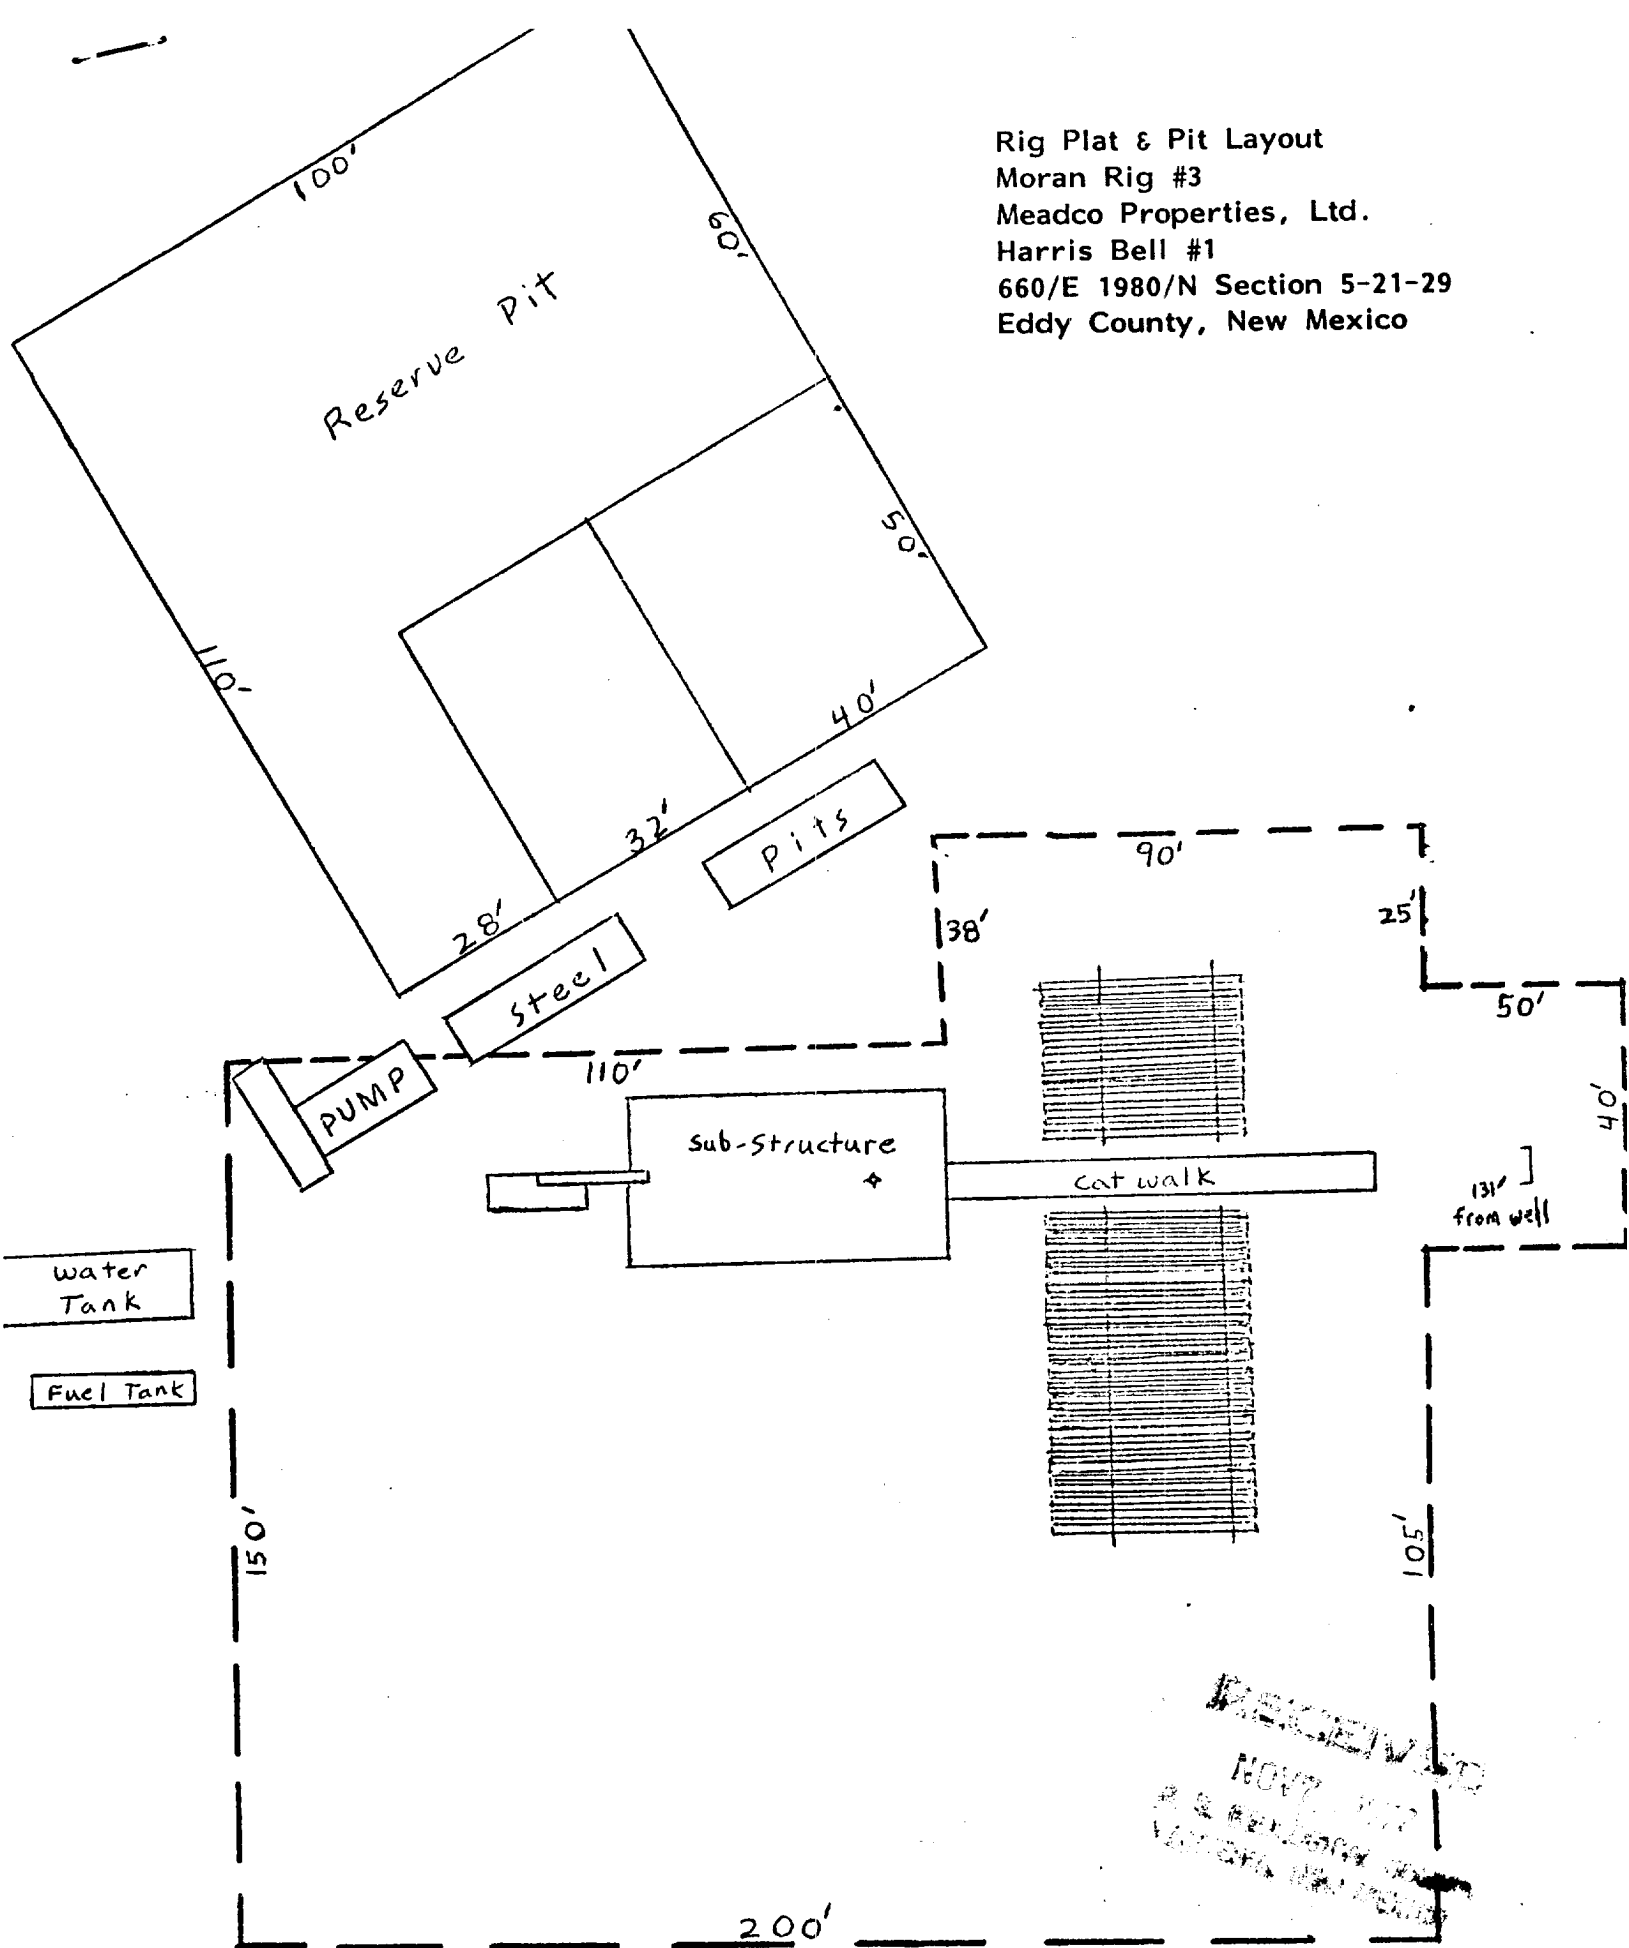 Rig Plat & Pit Layout
Moran Rig #3
Meadco Properties, Ltd.
Harris Bell #1
660/E 1980/N Section 5-21-29
Eddy County, New Mexico
100'
60'
Reserve Pit
50'
110'
40'
32'
28'
Pits
Steel
PUMP
90'
38'
25'
50'
110'
40'
Sub-Structure
Cat walk
131'
from well
Water
Tank
Fuel Tank
150'
105'
RECEIVED
200'